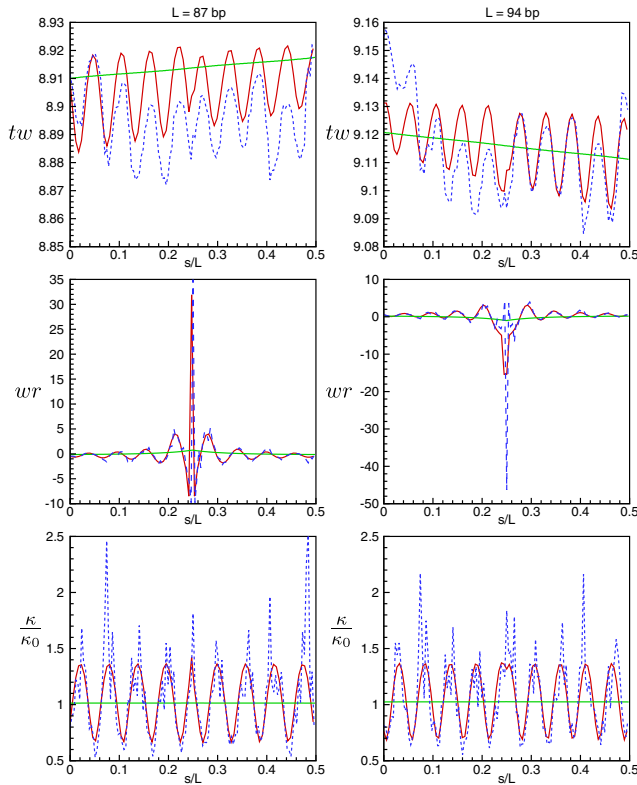 L = 87 bp
8.93
8.92
8.91
8.9
8.89
8.88
8.87
8.86
8.85
tw
0 0.1 0.2 0.3 0.4 0.5
s/L
L = 94 bp
9.16
9.15
9.14
9.13
9.12
9.11
9.1
9.09
9.08
tw
0 0.1 0.2 0.3 0.4 0.5
s/L
35
30
25
20
15
10
5
0
-5
-10
wr
0 0.1 0.2 0.3 0.4 0.5
s/L
10
0
-10
-20
-30
-40
-50
wr
0 0.1 0.2 0.3 0.4 0.5
s/L
2.5
2
1.5
1
0.5
κ
κ₀
0 0.1 0.2 0.3 0.4 0.5
s/L
2.5
2
1.5
1
0.5
κ
κ₀
0 0.1 0.2 0.3 0.4 0.5
s/L